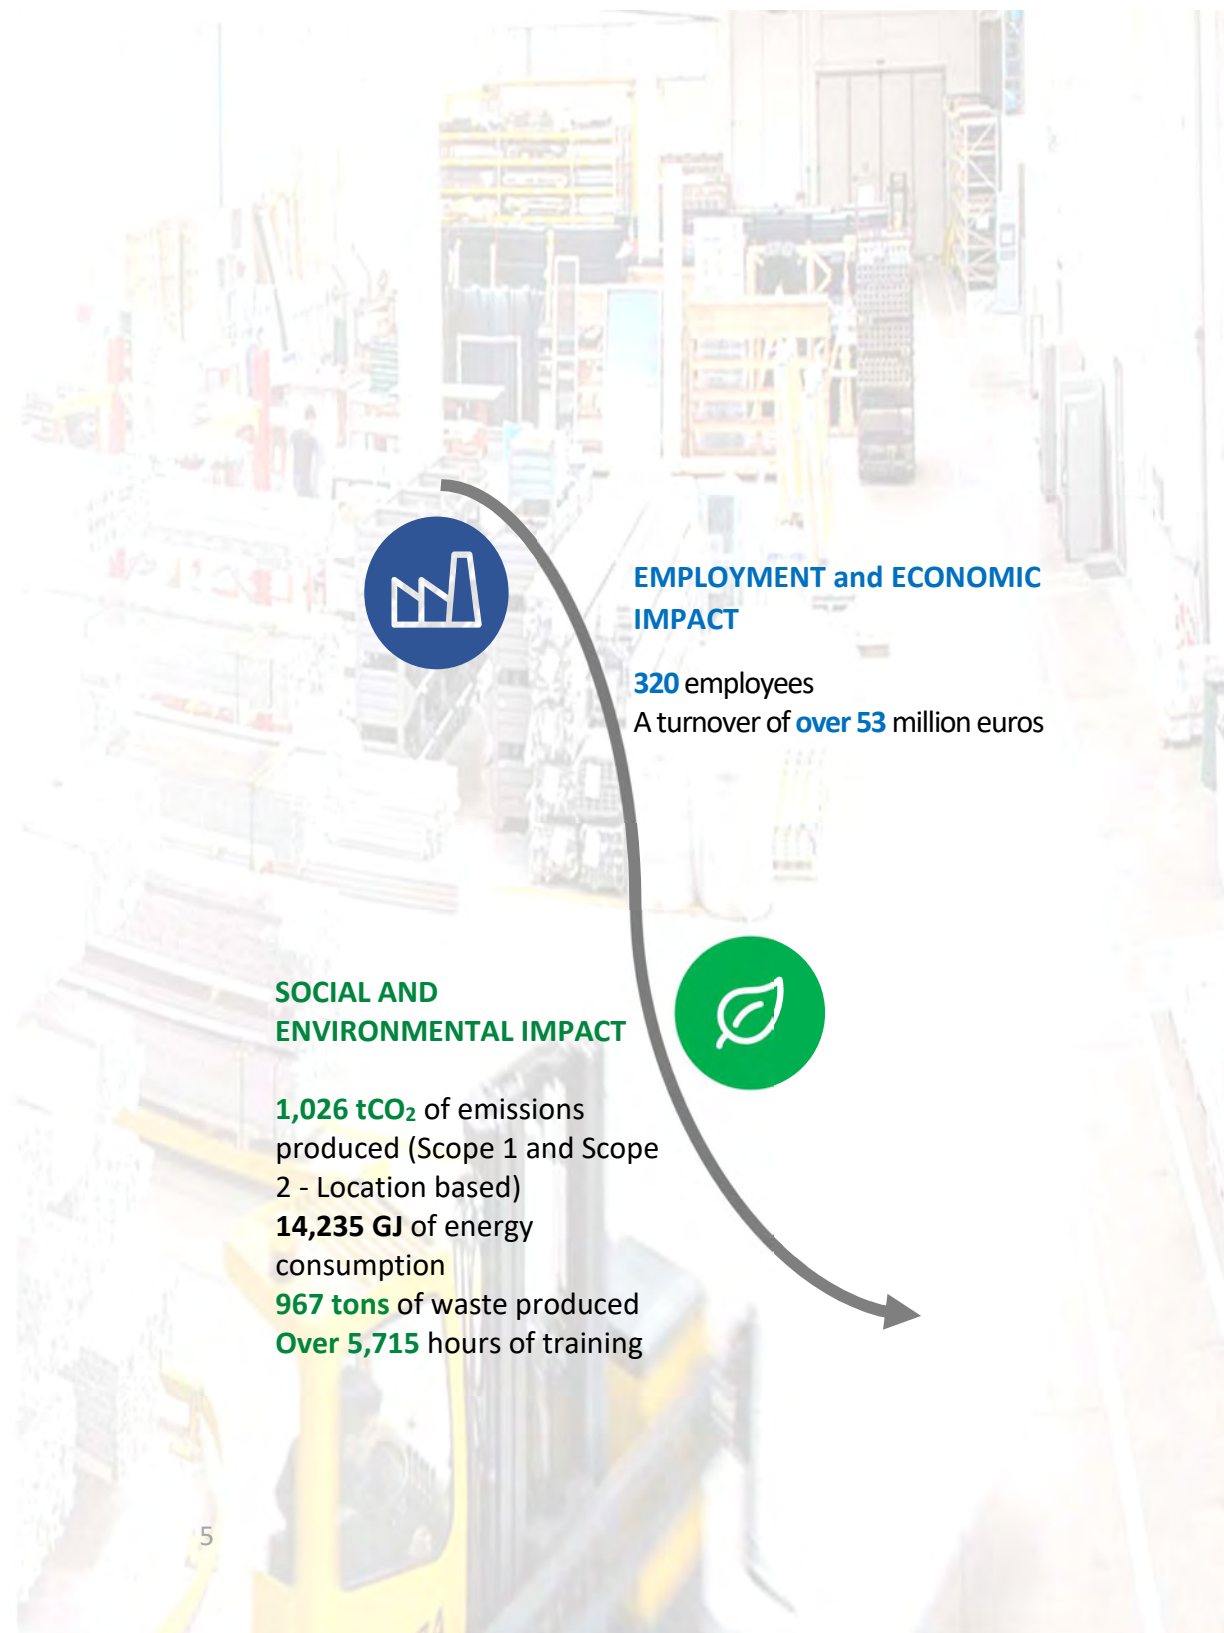 EMPLOYMENT and ECONOMIC
IMPACT
320 employees
A turnover of over 53 million euros
SOCIAL AND
ENVIRONMENTAL IMPACT
1,026 tCO₂ of emissions
produced (Scope 1 and Scope
2 - Location based)
14,235 GJ of energy
consumption
967 tons of waste produced
Over 5,715 hours of training
5